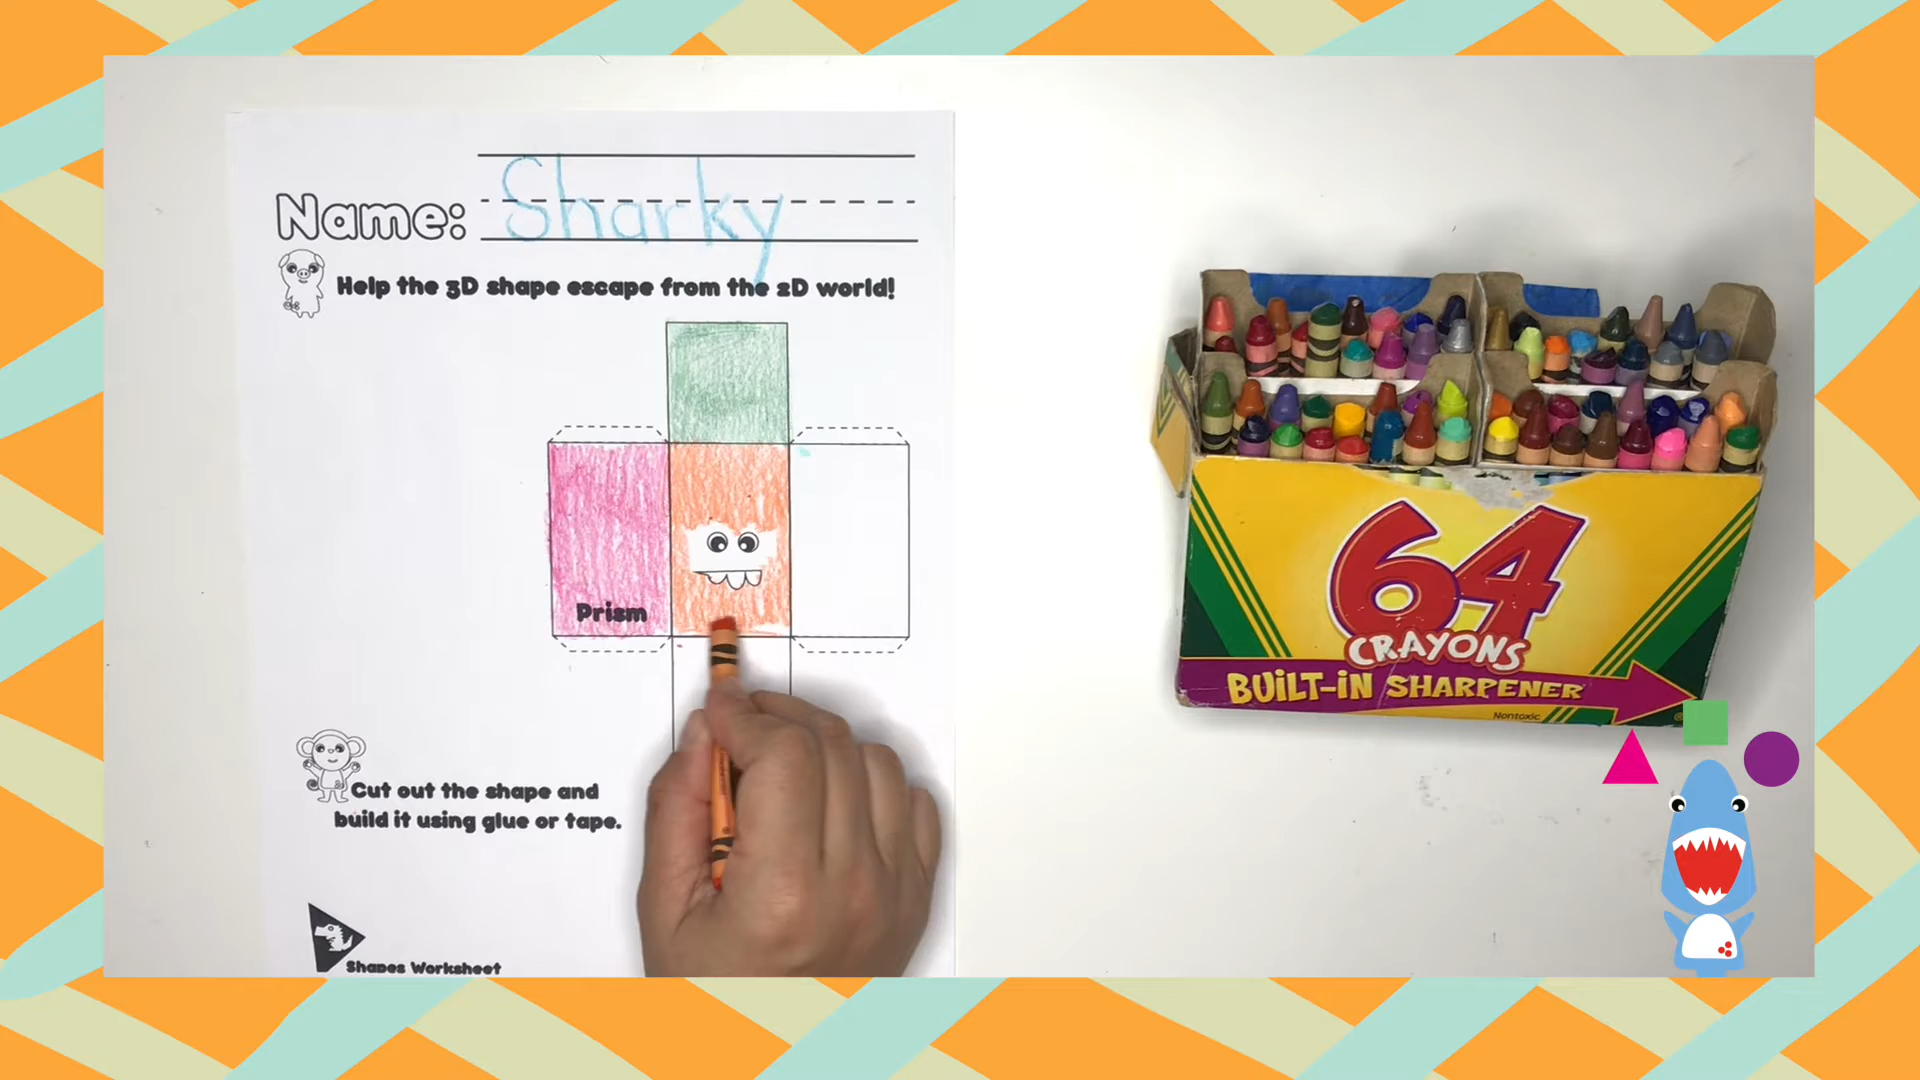 Name: Sharky
Help the 3D shape escape from the 2D world!
Prism
Cut out the shape and
build it using glue or tape.
Shapes Worksheet
64
CRAYONS
BUILT-IN SHARPENER
Nontoxic